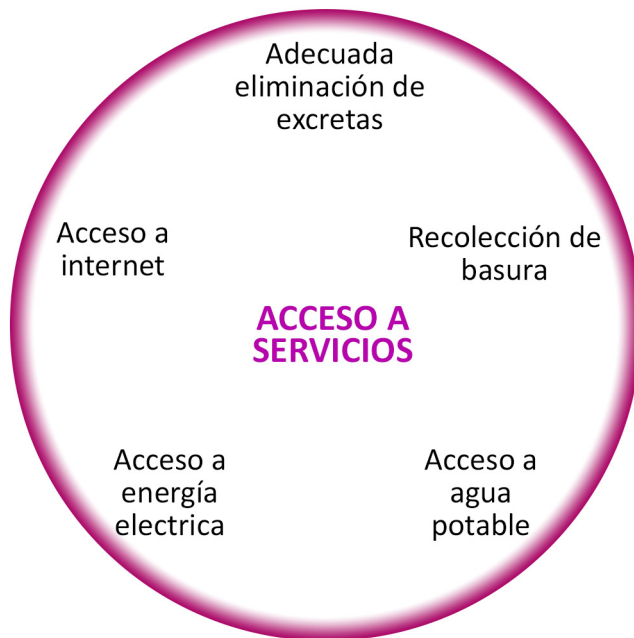 Adecuada
eliminación de
excretas
Acceso a
internet
Recolección de
basura
ACCESO A
SERVICIOS
Acceso a
energía
electrica
Acceso a
agua
potable